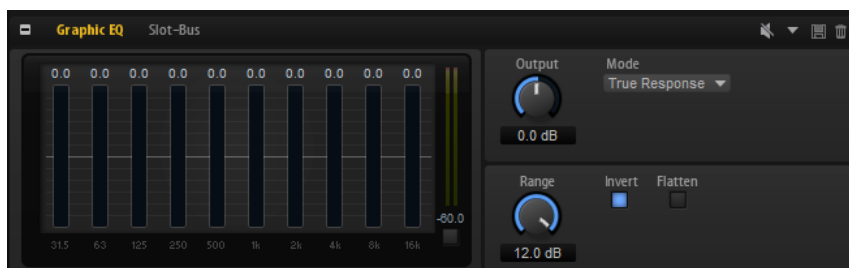 Graphic EQ Slot-Bus
0.0 0.0 0.0 0.0 0.0 0.0 0.0 0.0 0.0 0.0
-60.0
31.5 63 125 250 500 1k 2k 4k 8k 16k
Output Mode
True Response
0.0 dB
Range Invert Flatten
12.0 dB